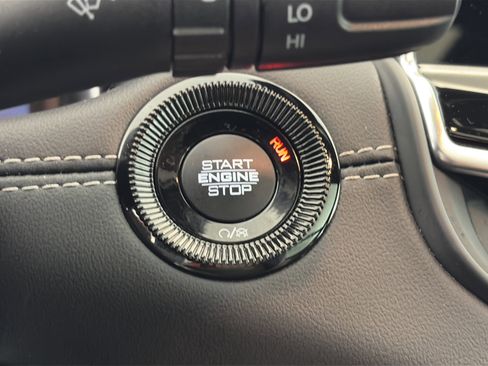 LO
HI
RUN
START
ENGINE
STOP